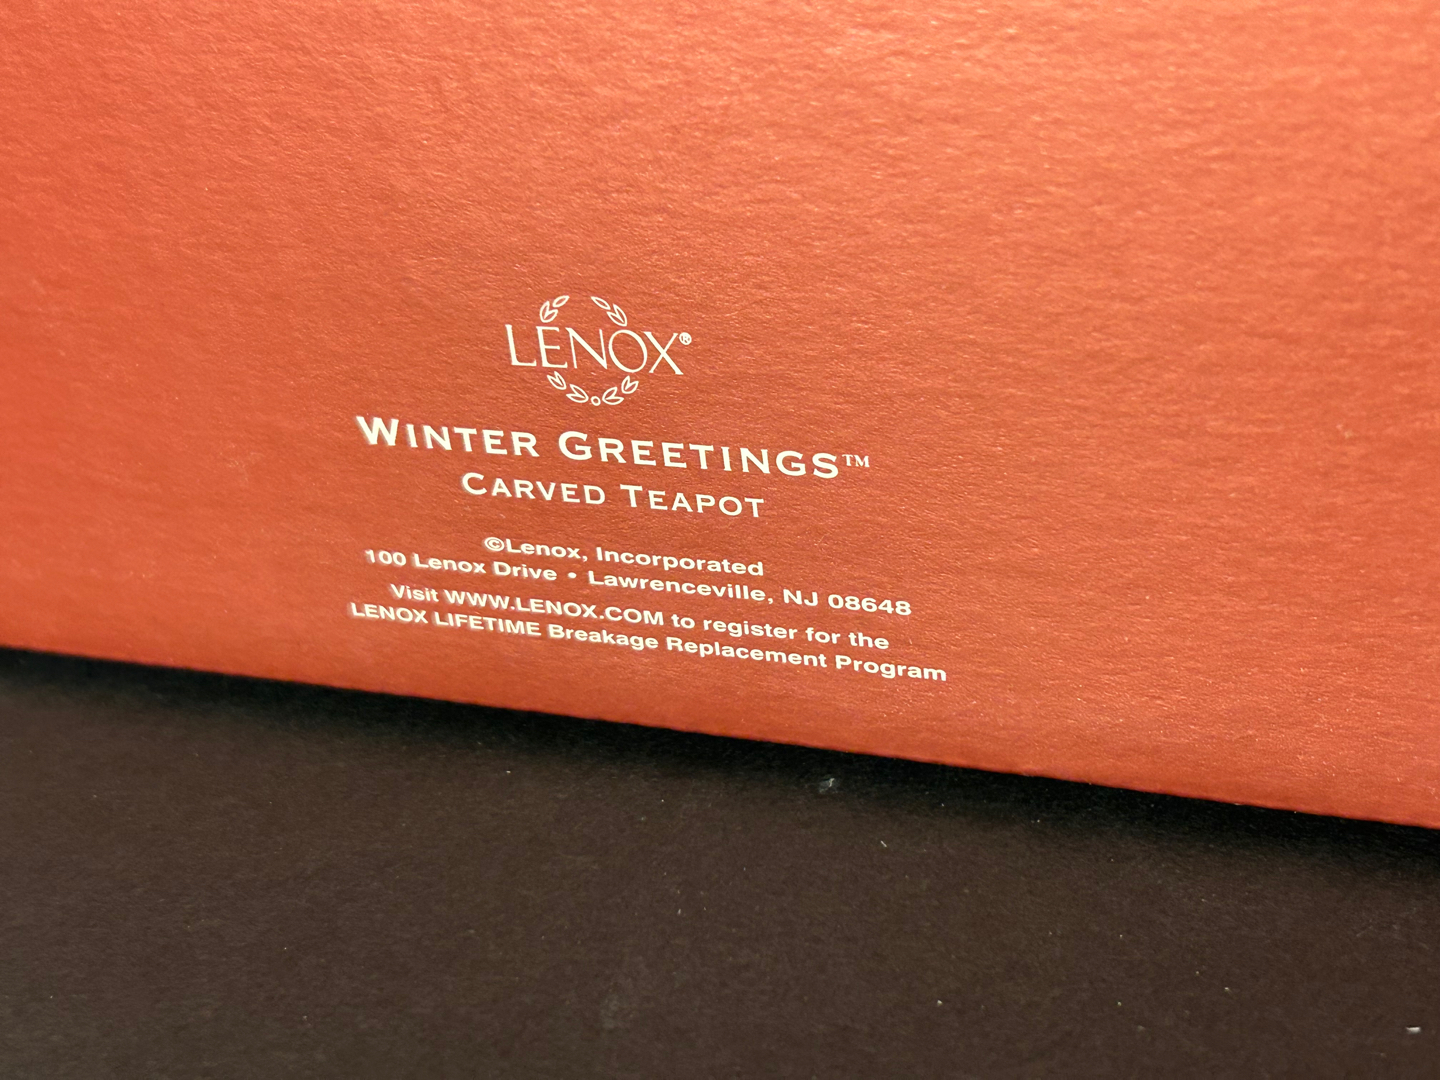 LENOX®
WINTER GREETINGS™
CARVED TEAPOT
©Lenox, Incorporated
100 Lenox Drive • Lawrenceville, NJ 08648
Visit WWW.LENOX.COM to register for the
LENOX LIFETIME Breakage Replacement Program